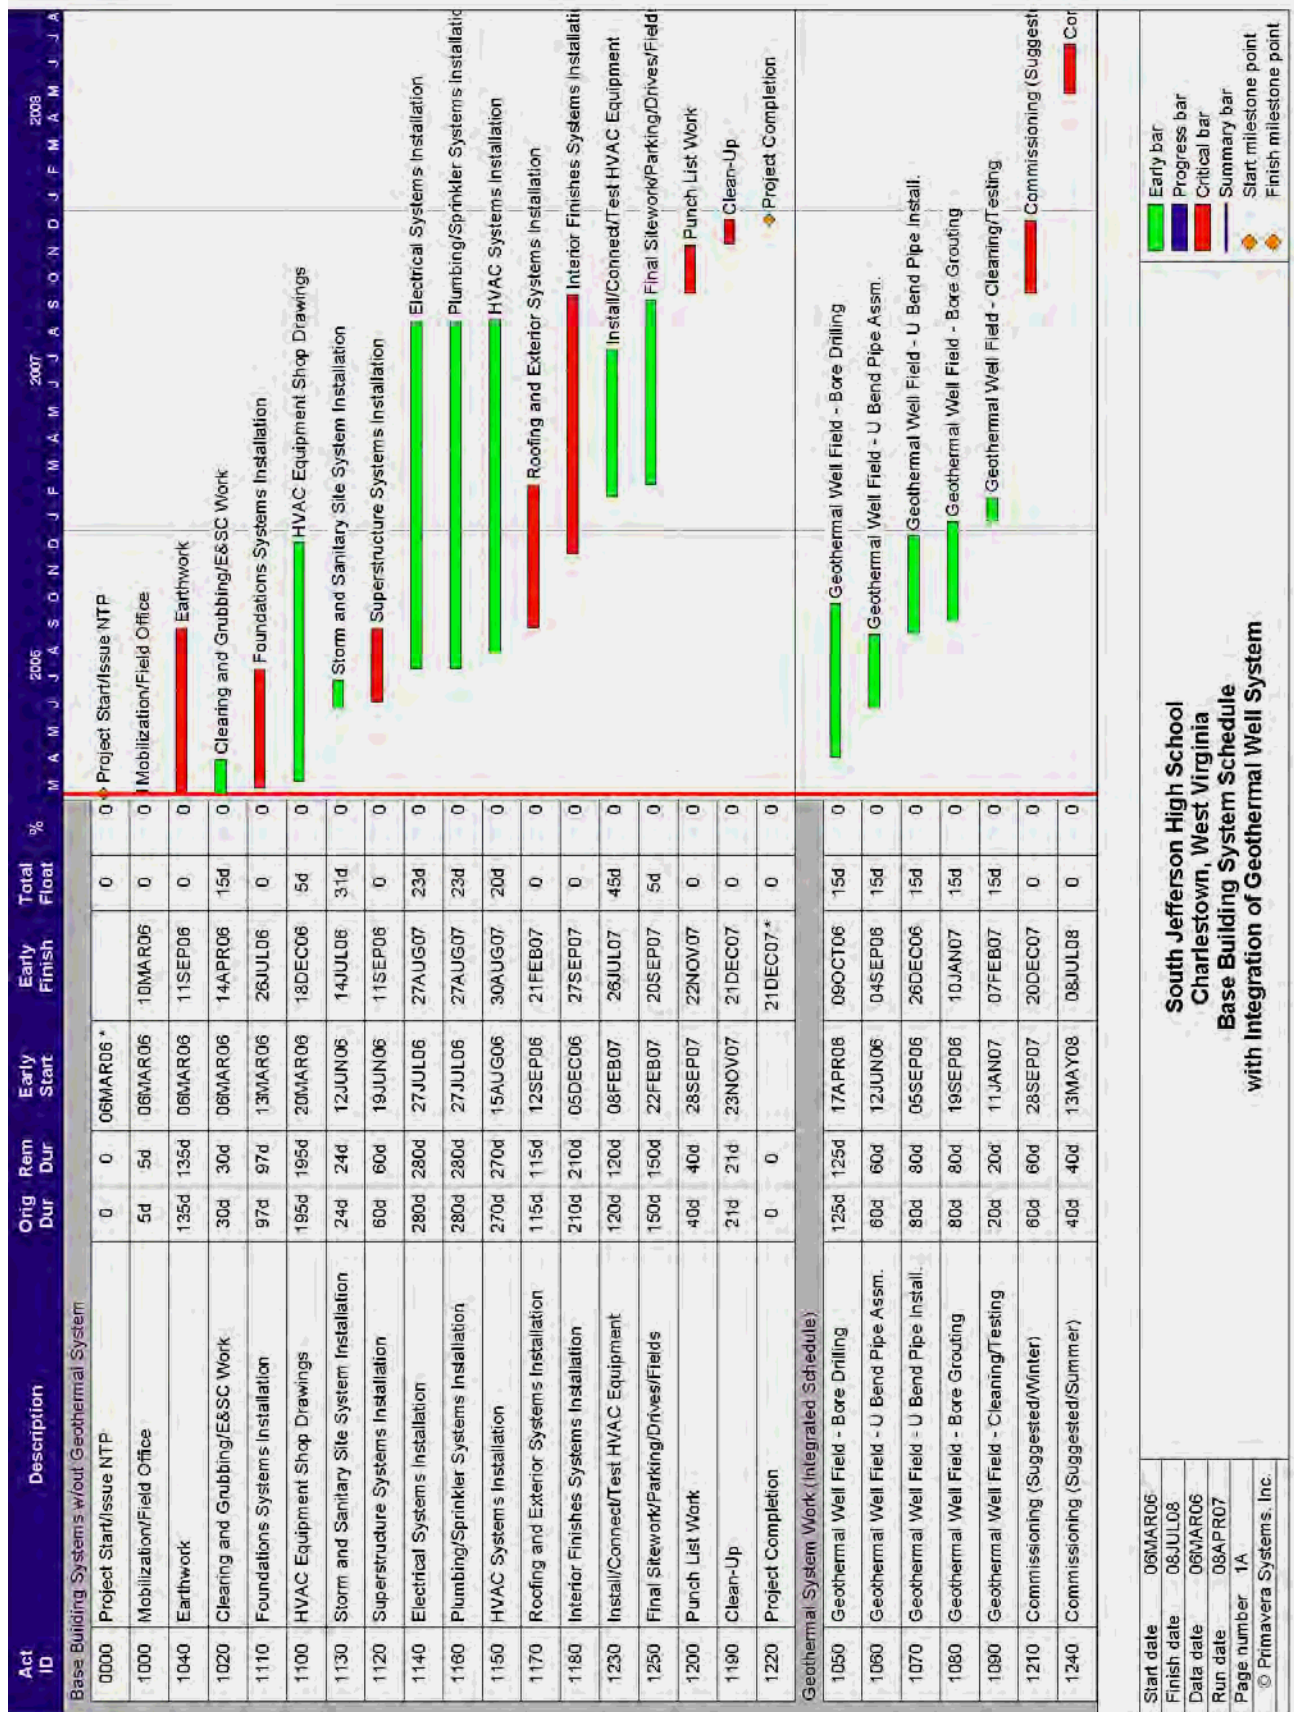 Act ID Description Orig Dur Rem Dur Early Start Early Finish Total Float % 2006 2007 2008
M A M J J A S O N D J F M A M J J A S O N D J F M A M J J A
Base Building Systems w/out Geothermal System
0000 Project Start/Issue NTP 0 0 06MAR06 * 0 0 Project Start/Issue NTP
1000 Mobilization/Field Office 5d 5d 06MAR06 10MAR06 0 0 Mobilization/Field Office
1040 Earthwork 135d 135d 06MAR06 11SEP06 0 0 Earthwork
1020 Clearing and Grubbing/E&SC Work 30d 30d 06MAR06 14APR06 15d 0 Clearing and Grubbing/E&SC Work
1110 Foundations Systems Installation 97d 97d 13MAR06 26JUL06 0 0 Foundations Systems Installation
1100 HVAC Equipment Shop Drawings 195d 195d 20MAR06 18DEC06 5d 0 HVAC Equipment Shop Drawings
1130 Storm and Sanitary Site System Installation 24d 24d 12JUN06 14JUL06 31d 0 Storm and Sanitary Site System Installation
1120 Superstructure Systems Installation 60d 60d 19JUN06 11SEP06 0 0 Superstructure Systems Installation
1140 Electrical Systems Installation 280d 280d 27JUL06 27AUG07 23d 0 Electrical Systems Installation
1160 Plumbing/Sprinkler Systems Installation 280d 280d 27JUL06 27AUG07 23d 0 Plumbing/Sprinkler Systems Installatic
1150 HVAC Systems Installation 270d 270d 15AUG06 30AUG07 20d 0 HVAC Systems Installation
1170 Roofing and Exterior Systems Installation 115d 115d 12SEP06 21FEB07 0 0 Roofing and Exterior Systems Installation
1180 Interior Finishes Systems Installation 210d 210d 05DEC06 27SEP07 0 0 Interior Finishes Systems Installati
1230 Install/Connect/Test HVAC Equipment 120d 120d 08FEB07 26JUL07 45d 0 Install/Connect/Test HVAC Equipment
1250 Final Sitework/Parking/Drives/Fields 150d 150d 22FEB07 20SEP07 5d 0 Final Sitework/Parking/Drives/Field
1200 Punch List Work 40d 40d 28SEP07 22NOV07 0 0 Punch List Work
1190 Clean-Up 21d 21d 23NOV07 21DEC07 0 0 Clean-Up
1220 Project Completion 0 0 21DEC07 * 0 0 Project Completion
Geothermal System Work (Integrated Schedule)
1050 Geothermal Well Field - Bore Drilling 125d 125d 17APR06 09OCT06 15d 0 Geothermal Well Field - Bore Drilling
1060 Geothermal Well Field - U Bend Pipe Assm. 60d 60d 12JUN06 04SEP06 15d 0 Geothermal Well Field - U Bend Pipe Assm.
1070 Geothermal Well Field - U Bend Pipe Install. 80d 80d 05SEP06 26DEC06 15d 0 Geothermal Well Field - U Bend Pipe Install.
1080 Geothermal Well Field - Bore Grouting 80d 80d 19SEP06 10JAN07 15d 0 Geothermal Well Field - Bore Grouting
1090 Geothermal Well Field - Cleaning/Testing 20d 20d 11JAN07 07FEB07 15d 0 Geothermal Well Field - Cleaning/Testing
1210 Commissioning (Suggested/Winter) 60d 60d 28SEP07 20DEC07 0 0 Commissioning (Suggest
1240 Commissioning (Suggested/Summer) 40d 40d 13MAY08 08JUL08 0 0 Cor
Start date 06MAR06
Finish date 08JUL08
Data date 06MAR06
Run date 08APR07
Page number 1A
© Primavera Systems, Inc.
South Jefferson High School
Charlestown, West Virginia
Base Building System Schedule
with Integration of Geothermal Well System
Early bar
Progress bar
Critical bar
Summary bar
Start milestone point
Finish milestone point